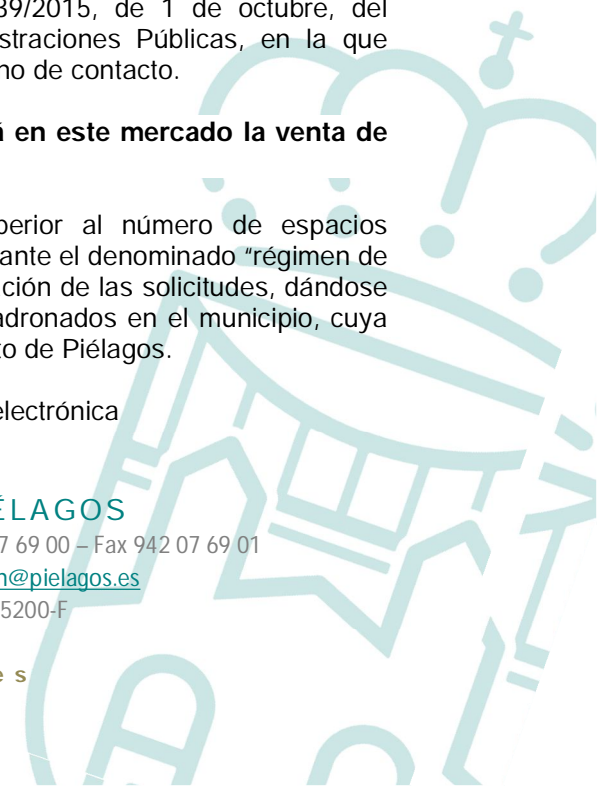 39/2015, de 1 de octubre, del
straciones Públicas, en la que
no de contacto.
á en este mercado la venta de
perior al número de espacios
ante el denominado "régimen de
ción de las solicitudes, dándose
adronados en el municipio, cuya
to de Piélagos.
electrónica
ÉLAGOS
7 69 00 – Fax 942 07 69 01
n@pielagos.es
5200-F
e s